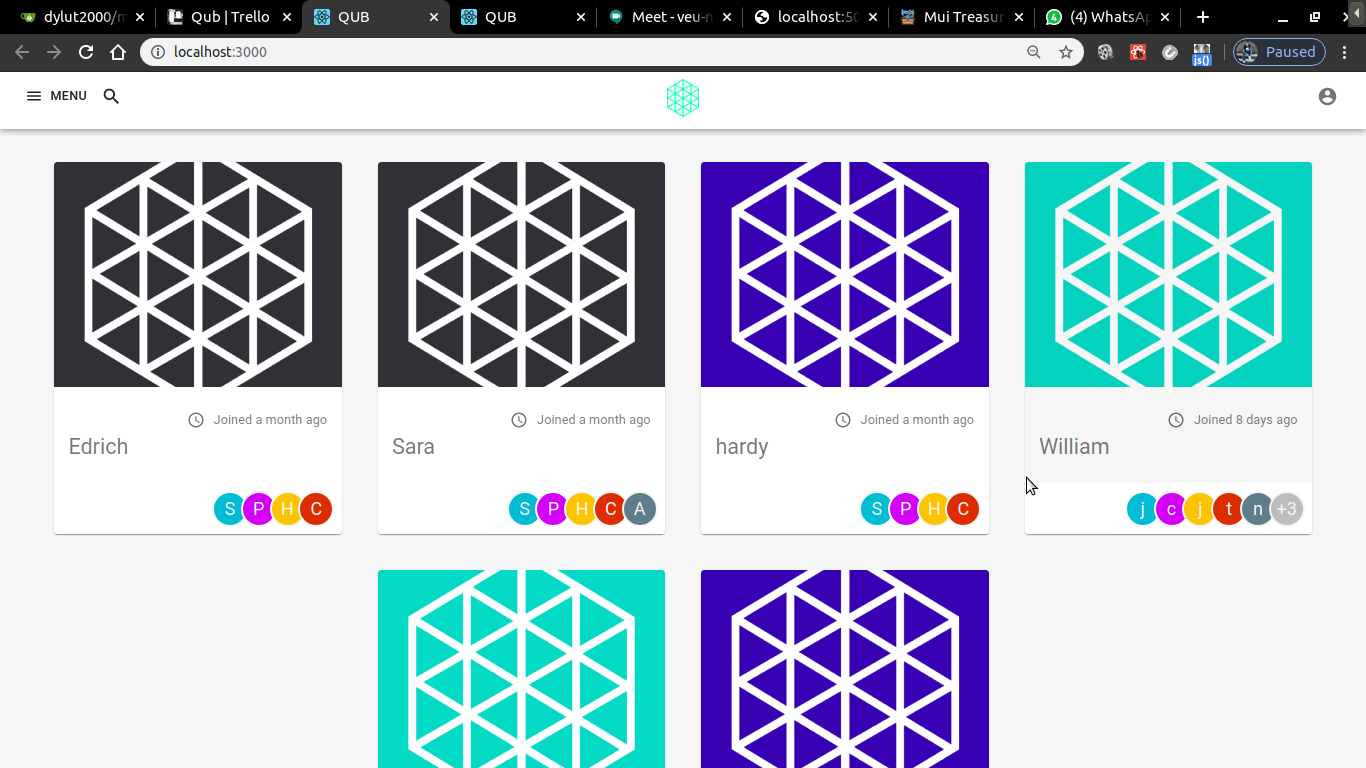 dylut2000/m
Qub | Trello
QUB
QUB
Meet - veu-n
localhost:50
Mui Treasur
(4) WhatsAp
localhost:3000
js()
Paused
MENU
Joined a month ago
Edrich
S P H C
Joined a month ago
Sara
S P H C A
Joined a month ago
hardy
S P H C
Joined 8 days ago
William
j c j t n +3